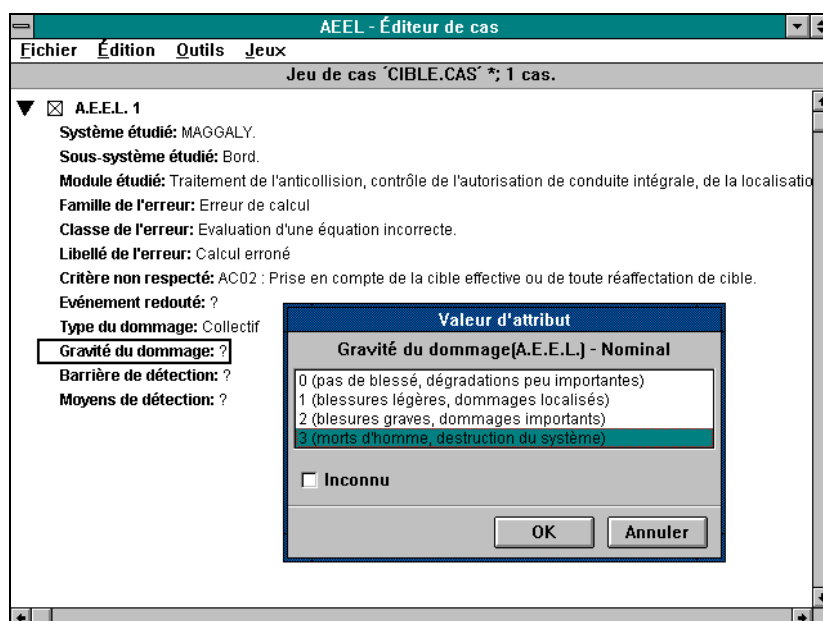 AEEL - Éditeur de cas
Fichier Édition Outils Jeux
Jeu de cas ´CIBLE.CAS´ *; 1 cas.
A.E.E.L. 1
Système étudié: MAGGALY.
Sous-système étudié: Bord.
Module étudié: Traitement de l'anticollision, contrôle de l'autorisation de conduite intégrale, de la localisatio
Famille de l'erreur: Erreur de calcul
Classe de l'erreur: Evaluation d'une équation incorrecte.
Libellé de l'erreur: Calcul erroné
Critère non respecté: AC02 : Prise en compte de la cible effective ou de toute réaffectation de cible.
Evénement redouté: ?
Type du dommage: Collectif
Gravité du dommage: ?
Barrière de détection: ?
Moyens de détection: ?
Valeur d'attribut
Gravité du dommage(A.E.E.L.) - Nominal
0 (pas de blessé, dégradations peu importantes)
1 (blessures légères, dommages localisés)
2 (blesures graves, dommages importants)
3 (morts d'homme, destruction du système)
Inconnu
OK Annuler